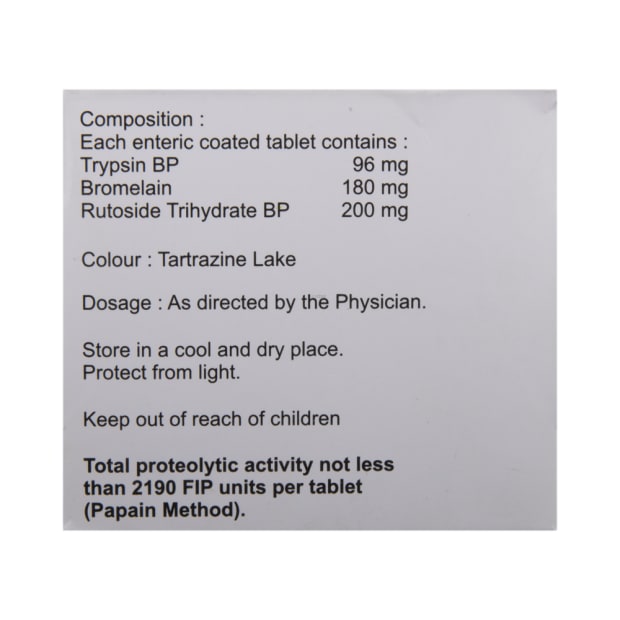 Composition :
Each enteric coated tablet contains :
Trypsin BP 96 mg
Bromelain 180 mg
Rutoside Trihydrate BP 200 mg
Colour : Tartrazine Lake
Dosage : As directed by the Physician.
Store in a cool and dry place.
Protect from light.
Keep out of reach of children
Total proteolytic activity not less
than 2190 FIP units per tablet
(Papain Method).